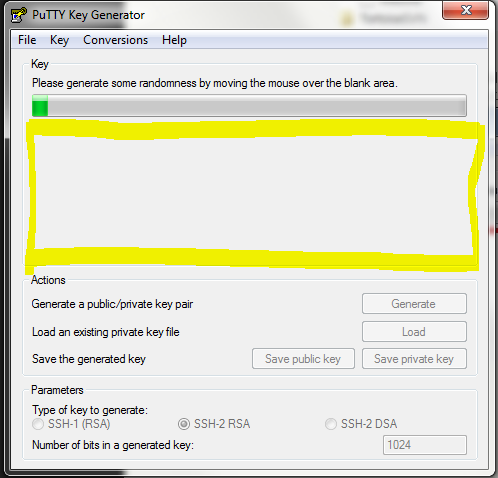 PuTTY Key Generator
File Key Conversions Help
Key
Please generate some randomness by moving the mouse over the blank area.
Actions
Generate a public/private key pair
Generate
Load an existing private key file
Load
Save the generated key
Save public key
Save private key
Parameters
Type of key to generate:
SSH-1 (RSA)
SSH-2 RSA
SSH-2 DSA
Number of bits in a generated key:
1024